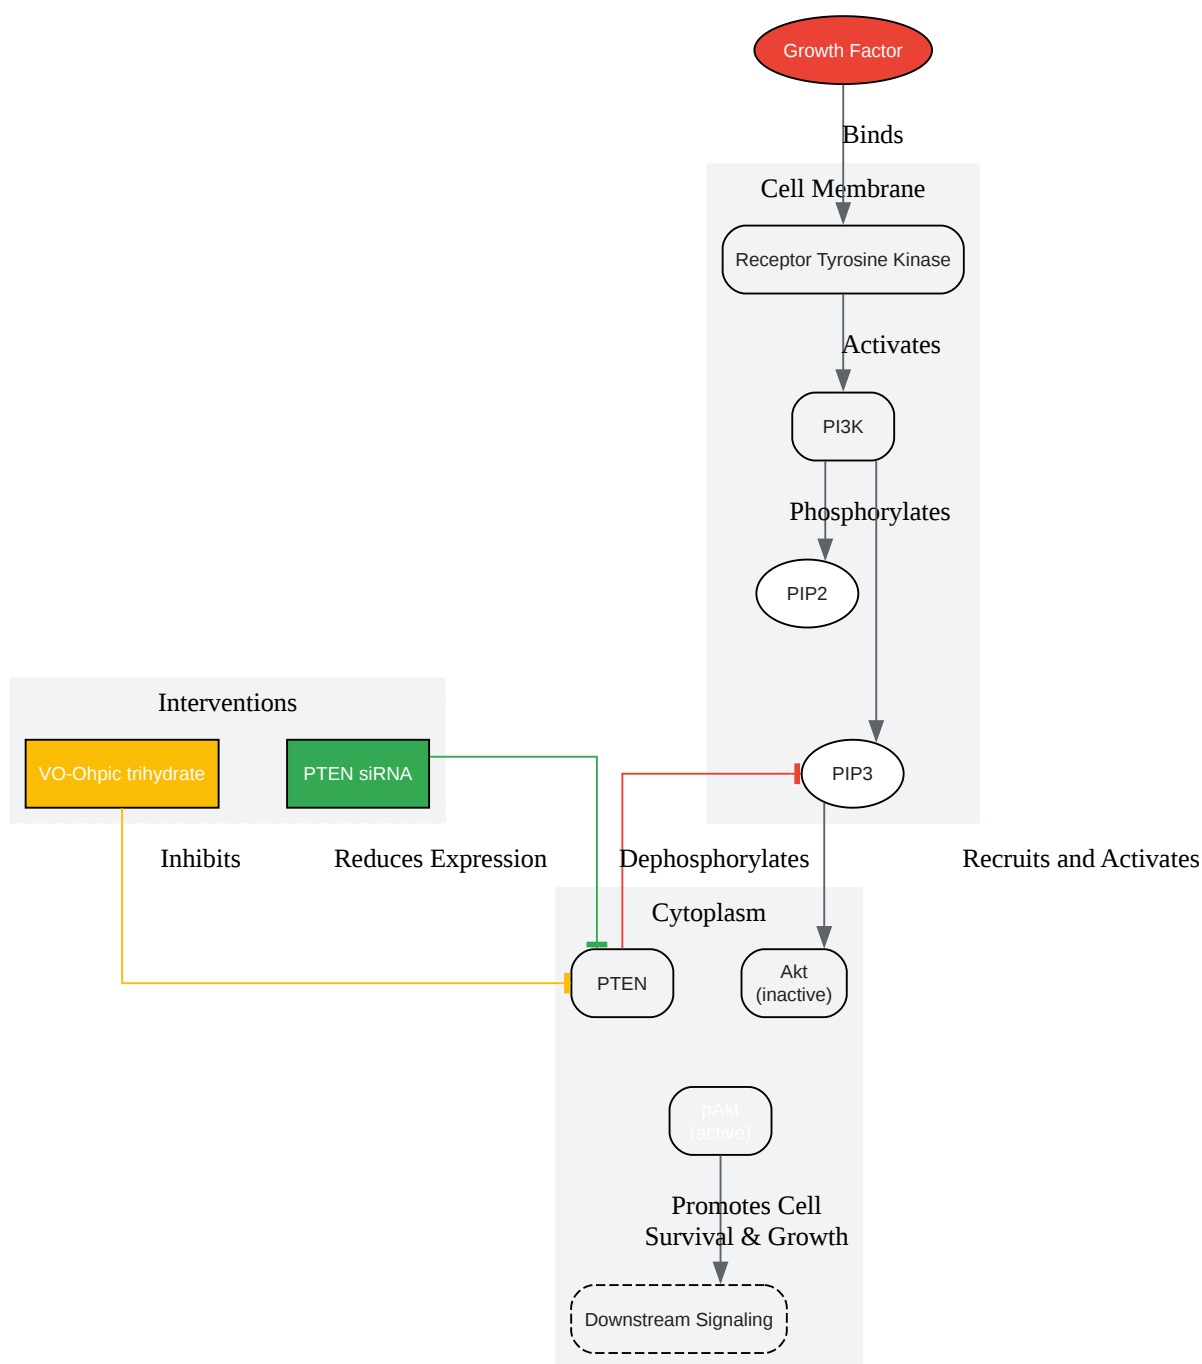 Growth Factor
Binds
Cell Membrane
Receptor Tyrosine Kinase
Activates
PI3K
Phosphorylates
PIP2
Interventions
VO-Ohpic trihydrate
PTEN siRNA
PIP3
Inhibits
Reduces Expression
Dephosphorylates
Recruits and Activates
Cytoplasm
PTEN
Akt
(inactive)
pAkt
(active)
Promotes Cell
Survival & Growth
Downstream Signaling